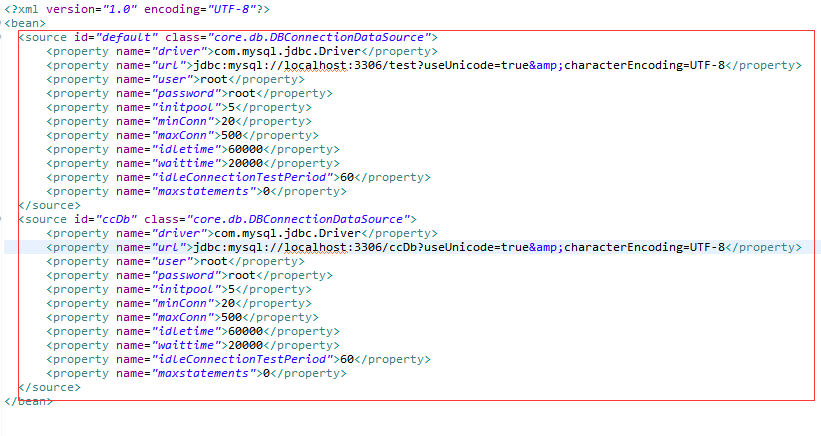 <?xml version="1.0" encoding="UTF-8"?>
<bean>
<source id="default" class="core.db.DBConnectionDataSource">
<property name="driver">com.mysql.jdbc.Driver</property>
<property name="url">jdbc:mysql://localhost:3306/test?useUnicode=true&amp;characterEncoding=UTF-8</property>
<property name="user">root</property>
<property name="password">root</property>
<property name="initpool">5</property>
<property name="minConn">20</property>
<property name="maxConn">500</property>
<property name="idletime">60000</property>
<property name="waittime">20000</property>
<property name="idleConnectionTestPeriod">60</property>
<property name="maxstatements">0</property>
</source>
<source id="ccDb" class="core.db.DBConnectionDataSource">
<property name="driver">com.mysql.jdbc.Driver</property>
<property name="url">jdbc:mysql://localhost:3306/ccDb?useUnicode=true&amp;characterEncoding=UTF-8</property>
<property name="user">root</property>
<property name="password">root</property>
<property name="initpool">5</property>
<property name="minConn">20</property>
<property name="maxConn">500</property>
<property name="idletime">60000</property>
<property name="waittime">20000</property>
<property name="idleConnectionTestPeriod">60</property>
<property name="maxstatements">0</property>
</source>
</bean>